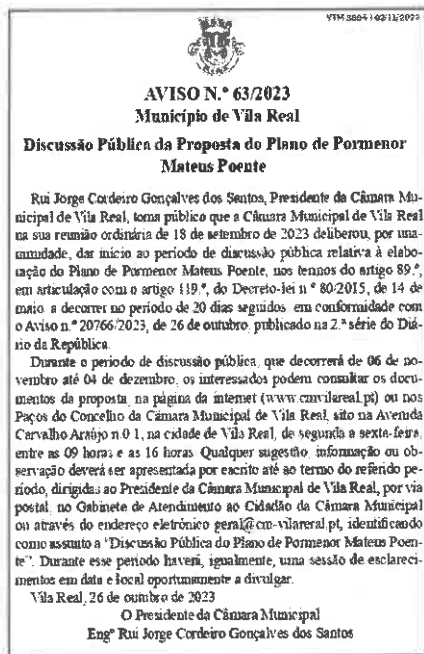 VTM 3804 | 02/11/2023
AVISO N.º 63/2023
Município de Vila Real
Discussão Pública da Proposta do Plano de Pormenor
Mateus Poente
Rui Jorge Cordeiro Gonçalves dos Santos, Presidente da Câmara Mu-
nicipal de Vila Real, torna público que a Câmara Municipal de Vila Real
na sua reunião ordinária de 18 de setembro de 2023 deliberou, por una-
nimidade, dar início ao período de discussão pública relativa à elabo-
ração do Plano de Pormenor Mateus Poente, nos termos do artigo 89.º,
em articulação com o artigo 119.º, do Decreto-lei n.º 80/2015, de 14 de
maio, a decorrer no período de 20 dias seguidos, em conformidade com
o Aviso n.º 20766/2023, de 26 de outubro, publicado na 2.ª série do Diá-
rio da República.
Durante o período de discussão pública, que decorrerá de 06 de no-
vembro até 04 de dezembro, os interessados podem consultar os docu-
mentos da proposta, na página da internet (www.cmvilareal.pt) ou nos
Paços do Concelho da Câmara Municipal de Vila Real, sito na Avenida
Carvalho Araújo n.0 1, na cidade de Vila Real, de segunda a sexta-feira,
entre as 09 horas e as 16 horas. Qualquer sugestão, informação ou ob-
servação deverá ser apresentada por escrito até ao termo do referido pe-
ríodo, dirigidas ao Presidente da Câmara Municipal de Vila Real, por via
postal, no Gabinete de Atendimento ao Cidadão da Câmara Municipal
ou através do endereço eletrónico geral@cm-vilareal.pt, identificando
como assunto a "Discussão Pública do Plano de Pormenor Mateus Poen-
te". Durante esse período haverá, igualmente, uma sessão de esclareci-
mentos em data e local oportunamente a divulgar.
Vila Real, 26 de outubro de 2023
O Presidente da Câmara Municipal
Engº Rui Jorge Cordeiro Gonçalves dos Santos